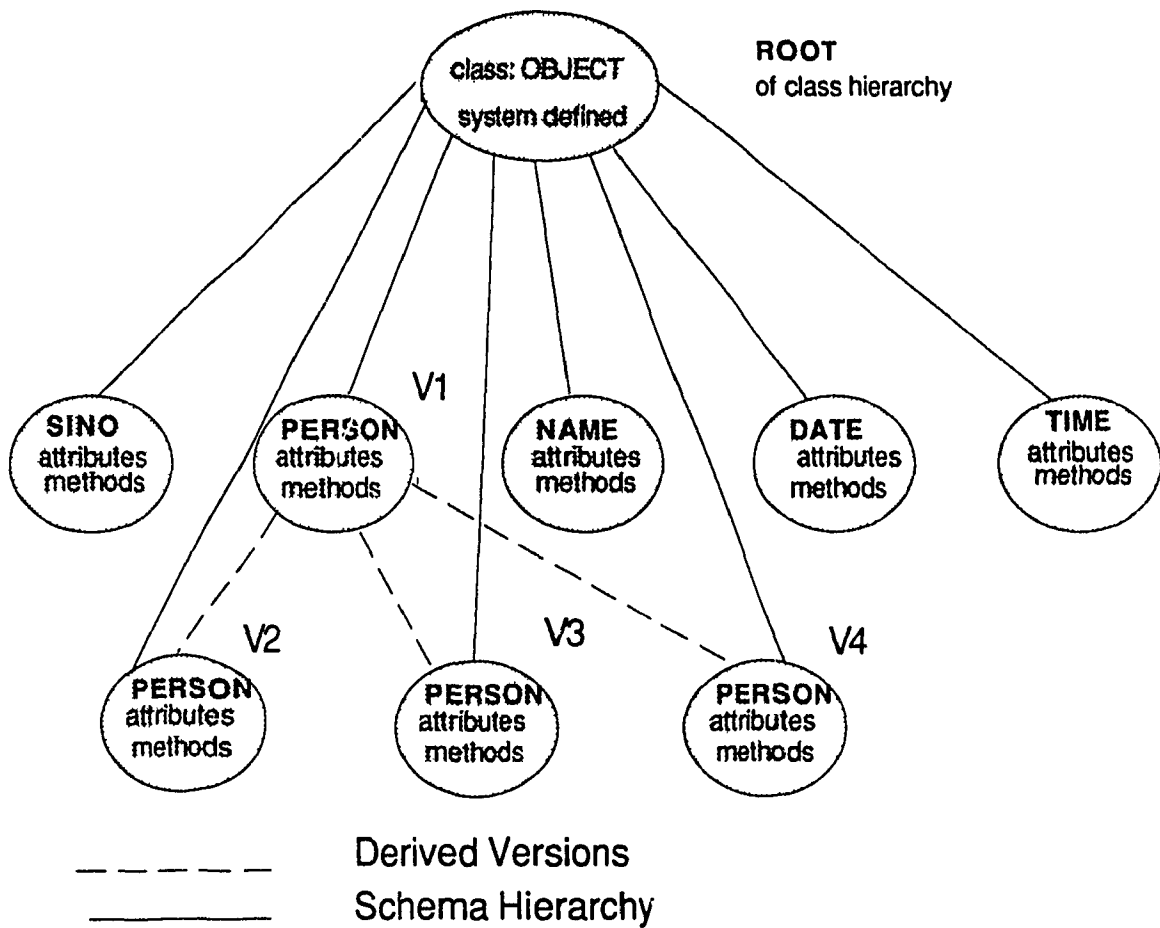 class: OBJECT
system defined
ROOT
of class hierarchy
V1
SINO
attributes
methods
PERSON
attributes
methods
NAME
attributes
methods
DATE
attributes
methods
TIME
attributes
methods
V2
V3
V4
PERSON
attributes
methods
PERSON
attributes
methods
PERSON
attributes
methods
Derived Versions
Schema Hierarchy